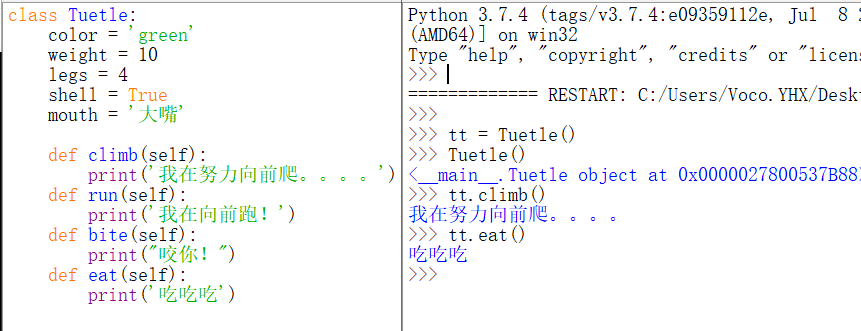 class Tuetle:
    color = 'green'
    weight = 10
    legs = 4
    shell = True
    mouth = '大嘴'
    def climb(self):
        print('我在努力向前爬。。。。')
    def run(self):
        print('我在向前跑!')
    def bite(self):
        print("咬你!")
    def eat(self):
        print('吃吃吃')
Python 3.7.4 (tags/v3.7.4:e09359112e, Jul  8 2
(AMD64)] on win32
Type "help", "copyright", "credits" or "licens
>>>
============= RESTART: C:/Users/Voco.YHX/Deskt
>>>
>>> tt = Tuetle()
>>> Tuetle()
<__main__.Tuetle object at 0x0000027800537B88
>>> tt.climb()
我在努力向前爬。。。。
>>> tt.eat()
吃吃吃
>>>